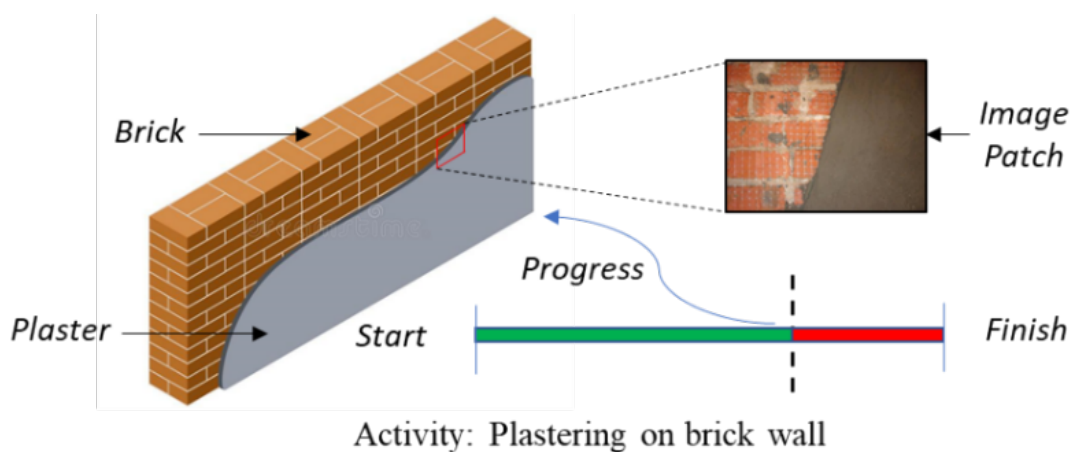 Brick
Image
Patch
Progress
Plaster
Start
Finish
Activity: Plastering on brick wall